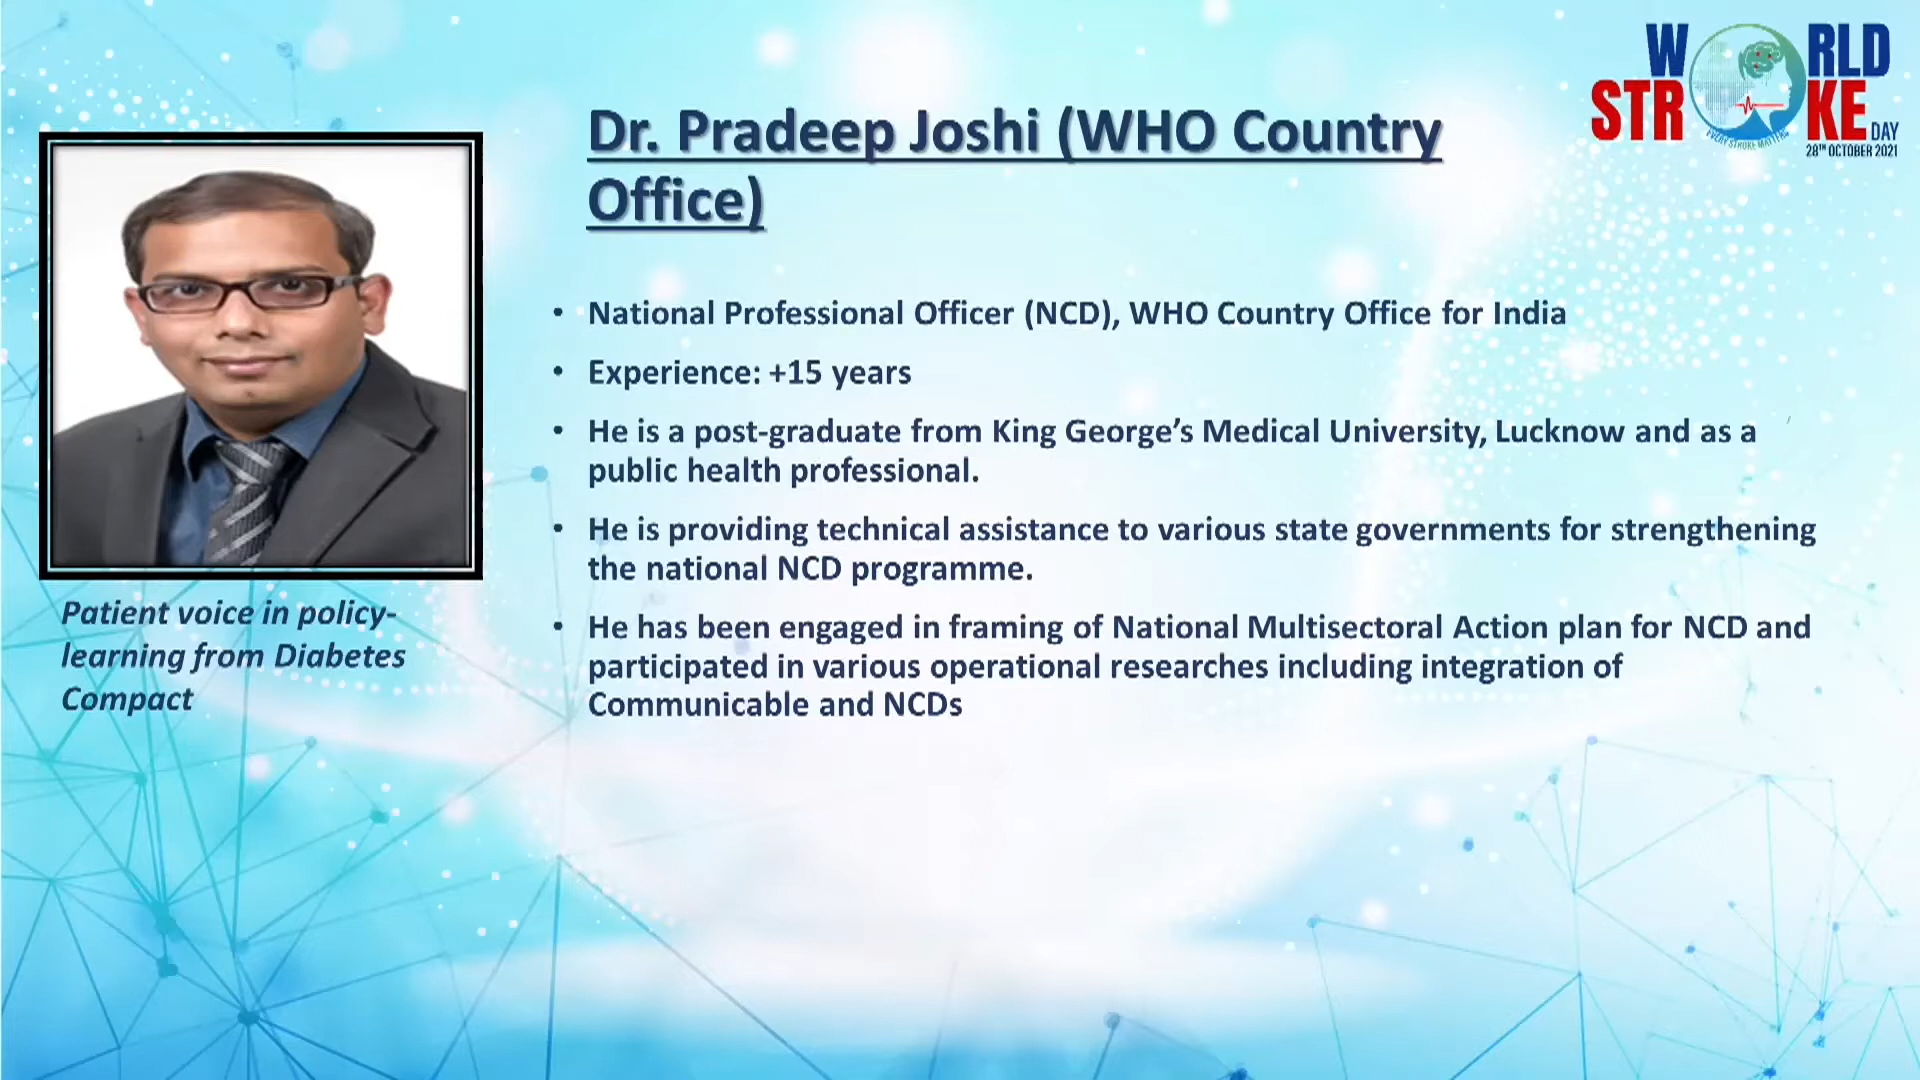 WORLD
STROKE DAY
EVERY STROKE MATTERS
28TH OCTOBER 2021
Dr. Pradeep Joshi (WHO Country
Office)
• National Professional Officer (NCD), WHO Country Office for India
• Experience: +15 years
• He is a post-graduate from King George’s Medical University, Lucknow and as a
public health professional.
• He is providing technical assistance to various state governments for strengthening
the national NCD programme.
• He has been engaged in framing of National Multisectoral Action plan for NCD and
participated in various operational researches including integration of
Communicable and NCDs
Patient voice in policy-
learning from Diabetes
Compact